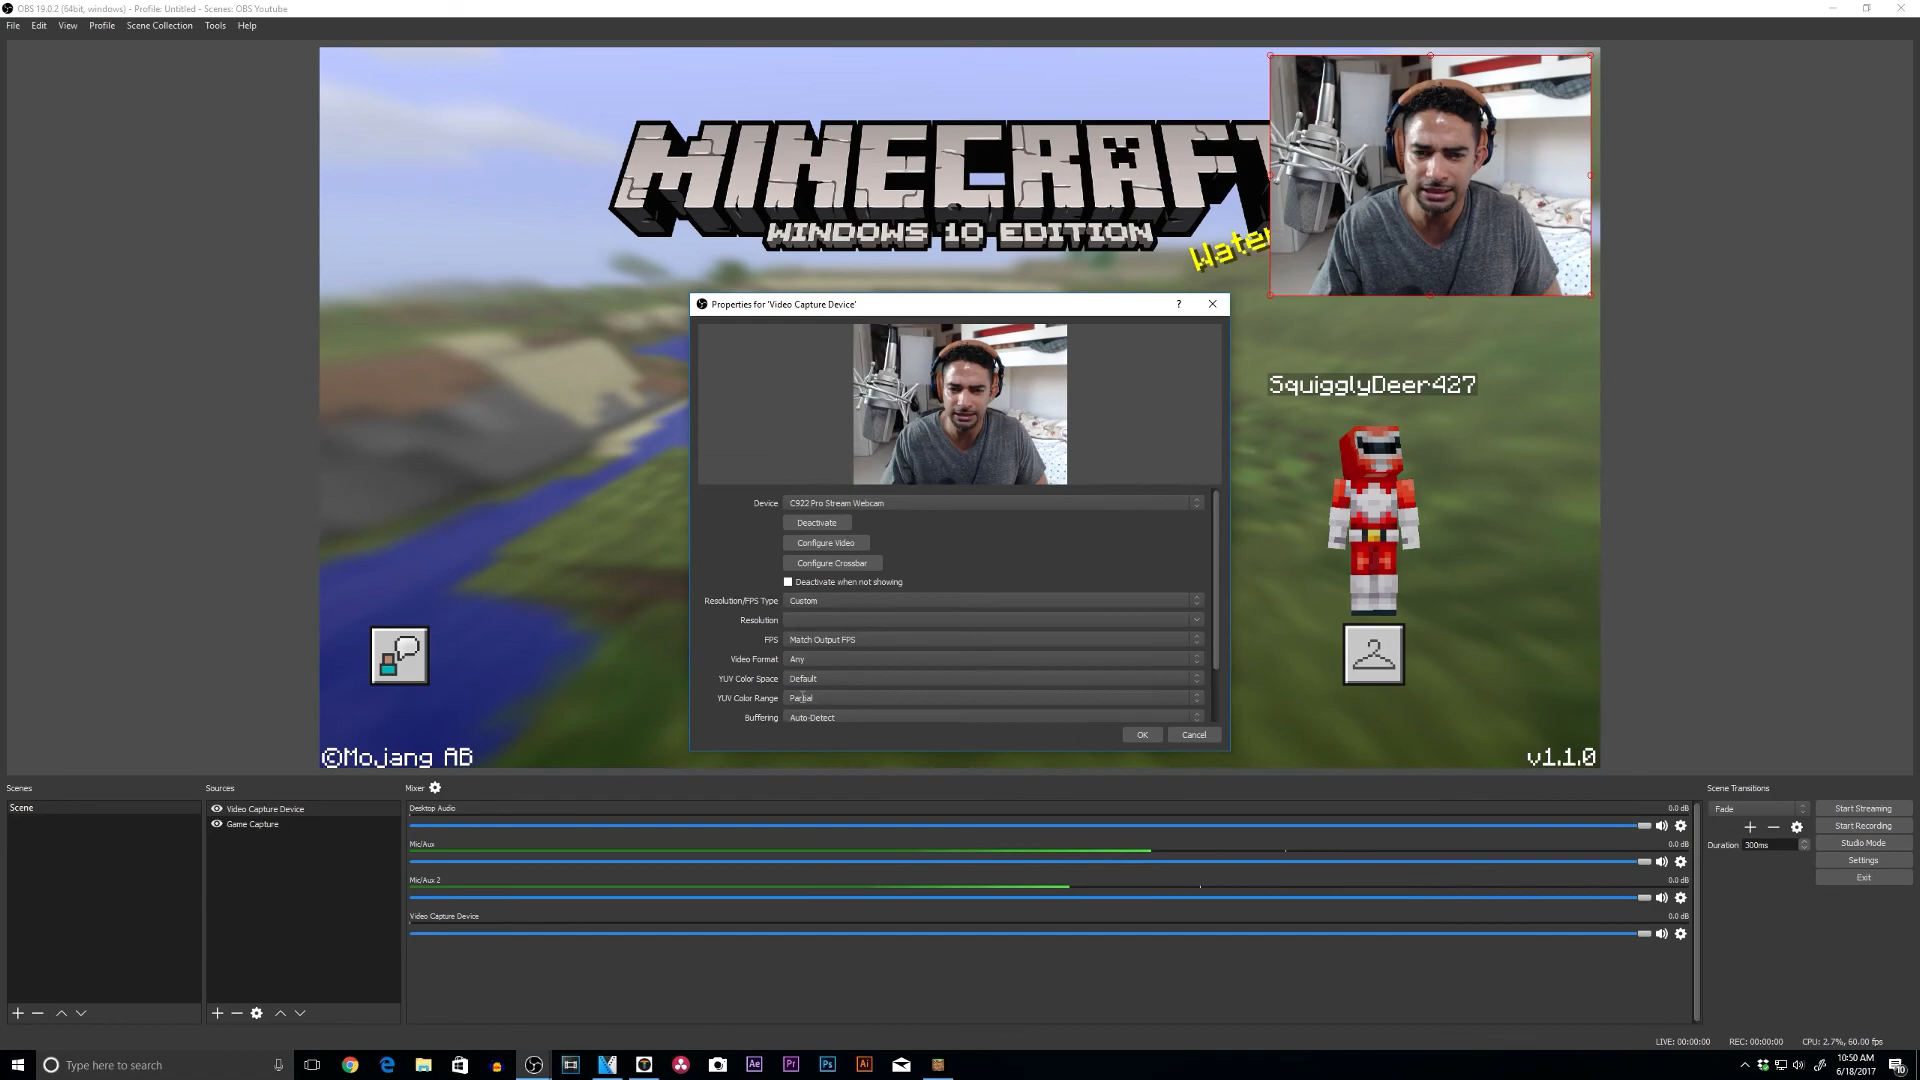 OBS 19.0.2 (64bit, windows) - Profile: Untitled - Scenes: OBS Youtube
File Edit View Profile Scene Collection Tools Help
MINECRAFT
WINDOWS 10 EDITION
Water
SquigglyDeer427
©Mojang AB
v1.1.0
Properties for 'Video Capture Device'
?
Device C922 Pro Stream Webcam
Deactivate
Configure Video
Configure Crossbar
Deactivate when not showing
Resolution/FPS Type Custom
Resolution
FPS Match Output FPS
Video Format Any
YUV Color Space Default
YUV Color Range Partial
Buffering Auto-Detect
OK Cancel
Scenes
Scene
Sources
Video Capture Device
Game Capture
Mixer
Desktop Audio 0.0 dB
Mic/Aux 0.0 dB
Mic/Aux 2 0.0 dB
Video Capture Device 0.0 dB
Scene Transitions
Fade
Duration 300ms
Start Streaming
Start Recording
Studio Mode
Settings
Exit
LIVE: 00:00:00 REC: 00:00:00 CPU: 2.7%, 60.00 fps
Type here to search
Ae Pr Ps Ai
10:50 AM
6/18/2017
10